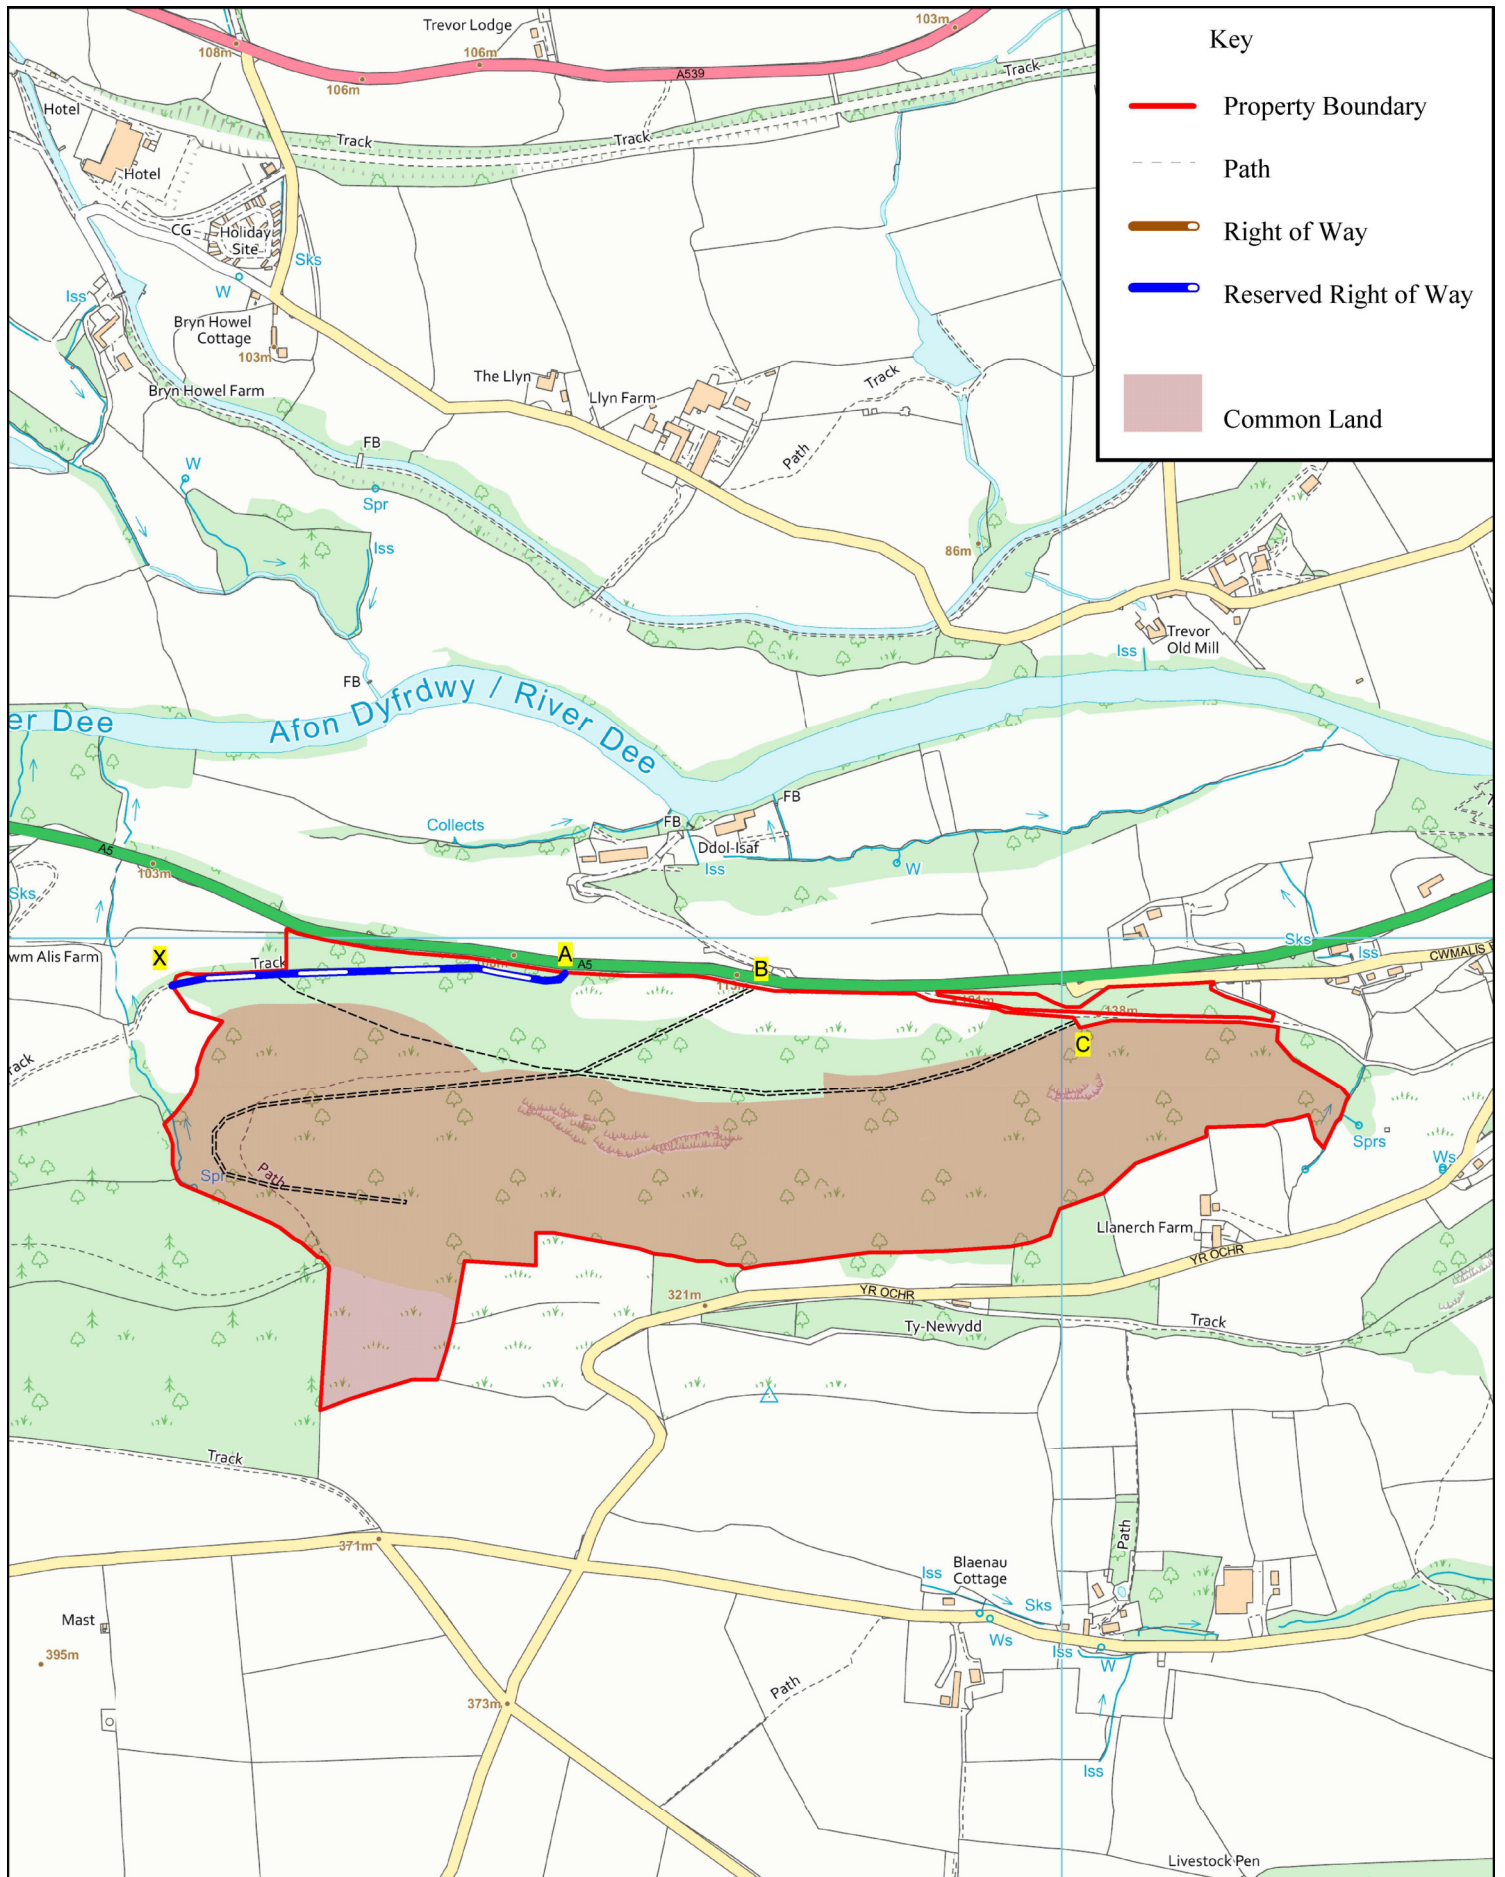 Key
Property Boundary
Path
Right of Way
Reserved Right of Way
Common Land
Trevor Lodge
103m
108m
106m
106m
A539
Track
Track
Track
Hotel
Hotel
CG
Holiday
Site
Sks
W
Iss
Bryn Howel
Cottage
103m
Bryn Howel Farm
The Llyn
Llyn Farm
Track
Path
FB
W
Spr
Iss
86m
Trevor
Old Mill
Iss
FB
er Dee
Afon Dyfrdwy / River Dee
FB
FB
Collects
Ddol-Isaf
Iss
W
A5
103m
Sks
wm Alis Farm
X
Track
A
A5
B
Sks
Iss
CWMALIS
138m
C
rack
Sprs
Ws
Spr
Path
Llanerch Farm
YR OCHR
YR OCHR
321m
Ty-Newydd
Track
Track
371m
Path
Blaenau
Cottage
Iss
Sks
Ws
Iss
W
Mast
395m
373m
Path
Iss
Livestock Pen